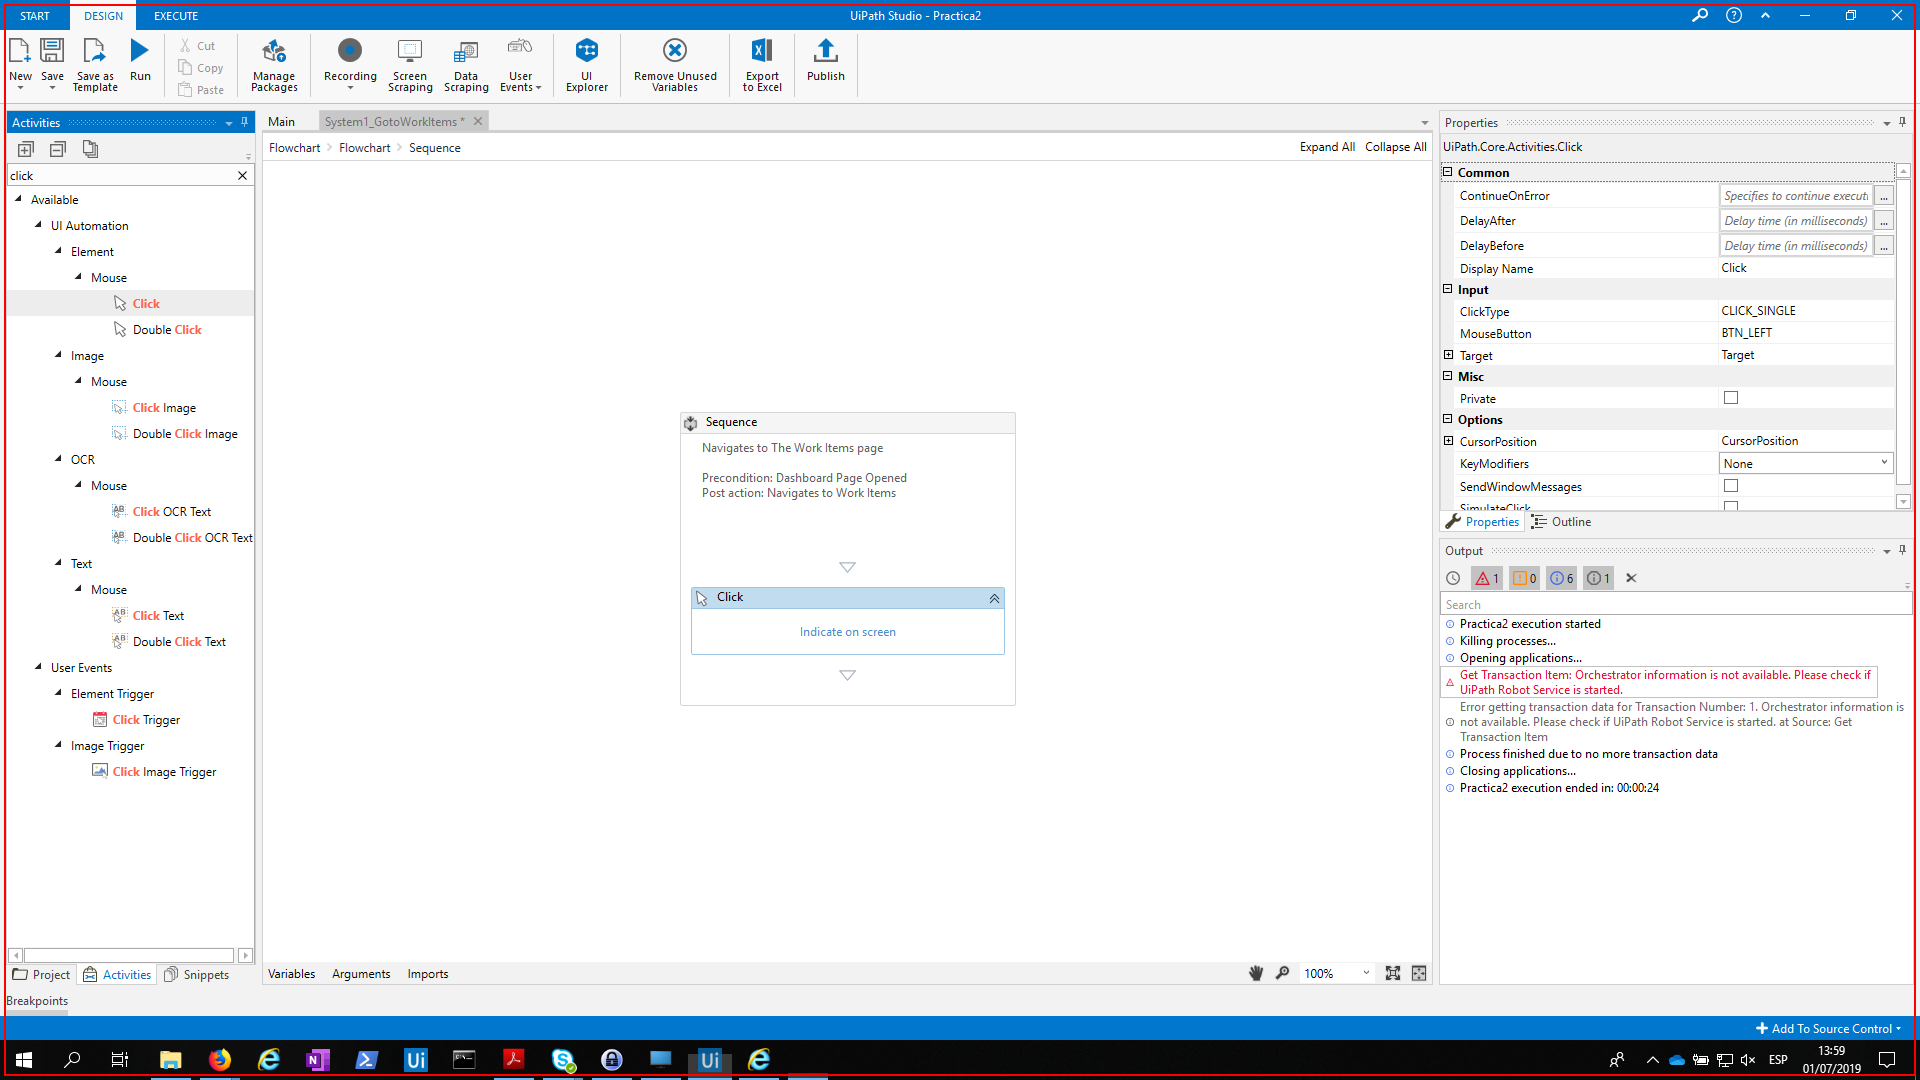 START DESIGN EXECUTE UiPath Studio - Practica2
New Save Save as Template Run
Cut
Copy
Paste
Manage Packages
Recording
Screen Scraping
Data Scraping
User Events
UI Explorer
Remove Unused Variables
Export to Excel
Publish
Activities
click
Available
UI Automation
Element
Mouse
Click
Double Click
Image
Mouse
Click Image
Double Click Image
OCR
Mouse
Click OCR Text
Double Click OCR Text
Text
Mouse
Click Text
Double Click Text
User Events
Element Trigger
Click Trigger
Image Trigger
Click Image Trigger
Project Activities Snippets
Breakpoints
Main System1_GotoWorkItems *
Flowchart Flowchart Sequence Expand All Collapse All
Sequence
Navigates to The Work Items page
Precondition: Dashboard Page Opened
Post action: Navigates to Work Items
Click
Indicate on screen
Variables Arguments Imports 100%
Properties
UiPath.Core.Activities.Click
Common
ContinueOnError Specifies to continue executi ...
DelayAfter Delay time (in milliseconds) ...
DelayBefore Delay time (in milliseconds) ...
Display Name Click
Input
ClickType CLICK_SINGLE
MouseButton BTN_LEFT
Target Target
Misc
Private
Options
CursorPosition CursorPosition
KeyModifiers None
SendWindowMessages
SimulateClick
Properties Outline
Output
1 0 6 1
Search
Practica2 execution started
Killing processes...
Opening applications...
Get Transaction Item: Orchestrator information is not available. Please check if
UiPath Robot Service is started.
Error getting transaction data for Transaction Number: 1. Orchestrator information is
not available. Please check if UiPath Robot Service is started. at Source: Get
Transaction Item
Process finished due to no more transaction data
Closing applications...
Practica2 execution ended in: 00:00:24
Add To Source Control
Ui Ui
ESP
13:59
01/07/2019